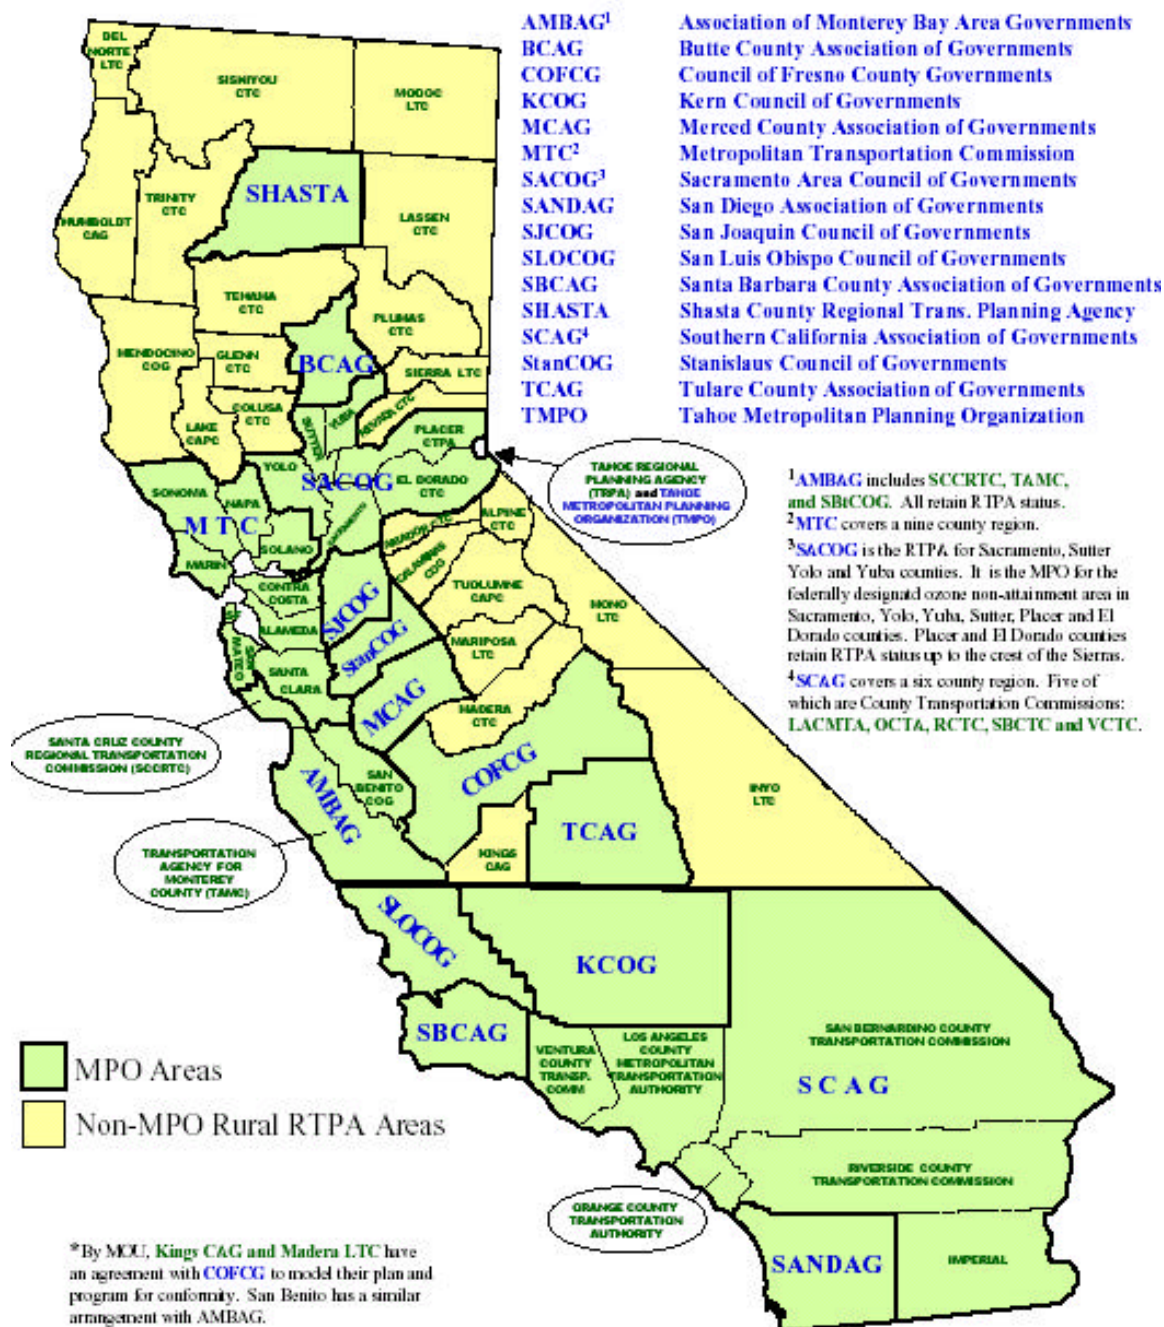 AMBAG¹ Association of Monterey Bay Area Governments
BCAG Butte County Association of Governments
COFCG Council of Fresno County Governments
KCOG Kern Council of Governments
MCAG Merced County Association of Governments
MTC² Metropolitan Transportation Commission
SACOG³ Sacramento Area Council of Governments
SANDAG San Diego Association of Governments
SJCOG San Joaquin Council of Governments
SLOCOG San Luis Obispo Council of Governments
SBCAG Santa Barbara County Association of Governments
SHASTA Shasta County Regional Trans. Planning Agency
SCAG⁴ Southern California Association of Governments
StanCOG Stanislaus Council of Governments
TCAG Tulare County Association of Governments
TMPO Tahoe Metropolitan Planning Organization
DEL
NORTE
LTC
SISKIYOU
CTC
MODOC
LTC
SHASTA
TRINITY
CTC
HUMBOLDT
CAG
LASSEN
CTC
TEHAMA
CTC
PLUMAS
CTC
MENDOCINO
COG
GLENN
CTC
BCAG
SIERRA LTC
COLUSA
CTC
LAKE
CAPC
SUTTER
YUBA
NEVADA CTC
PLACER
CTPA
YOLO
SACOG
EL DORADO
CTC
SACRAMENTO
TAHOE REGIONAL
PLANNING AGENCY
(TRPA) and TAHOE
METROPOLITAN PLANNING
ORGANIZATION (TMPO)
SONOMA
NAPA
MTC
SOLANO
MARIN
AMADOR CTC
ALPINE
CTC
CALAVERAS
COG
TUOLUMNE
CAPC
MONO
LTC
CONTRA
COSTA
ALAMEDA
SF
SAN
MATEO
SANTA
CLARA
SJCOG
StanCOG
MARIPOSA
LTC
MCAG
MADERA
CTC
¹AMBAG includes SCCRTC, TAMC,
and SBtCOG. All retain RTPA status.
²MTC covers a nine county region.
³SACOG is the RTPA for Sacramento, Sutter
Yolo and Yuba counties. It is the MPO for the
federally designatd ozone non-attainment area in
Sacramento, Yolo, Yuba, Sutter, Placer and El
Dorado counties. Placer and El Dorado counties
retain RTPA status up to the crest of the Sierras.
⁴SCAG covers a six county region. Five of
which are County Transportation Commissions:
LACMTA, OCTA, RCTC, SBCTC and VCTC.
SANTA CRUZ COUNTY
REGIONAL TRANSPORTATION
COMMISSION (SCCRTC)
COFCG
SAN
BENITO
COG
AMBAG
INYO
LTC
TCAG
KINGS
CAG
TRANSPORTATION
AGENCY FOR
MONTEREY
COUNTY (TAMC)
SLOCOG
KCOG
SBCAG
VENTURA
COUNTY
TRANSP.
COMM
LOS ANGELES
COUNTY
METROPOLITAN
TRANSPORTATION
AUTHORITY
SAN BERNARDINO COUNTY
TRANSPORTATION COMMISSION
SCAG
MPO Areas
Non-MPO Rural RTPA Areas
RIVERSIDE COUNTY
TRANSPORTATION COMMISSION
ORANGE COUNTY
TRANSPORTATION
AUTHORITY
SANDAG
IMPERIAL
*By MOU, Kings CAG and Madera LTC have
an agreement with COFCG to model their plan and
program for conformity. San Benito has a similar
arrangement with AMBAG.